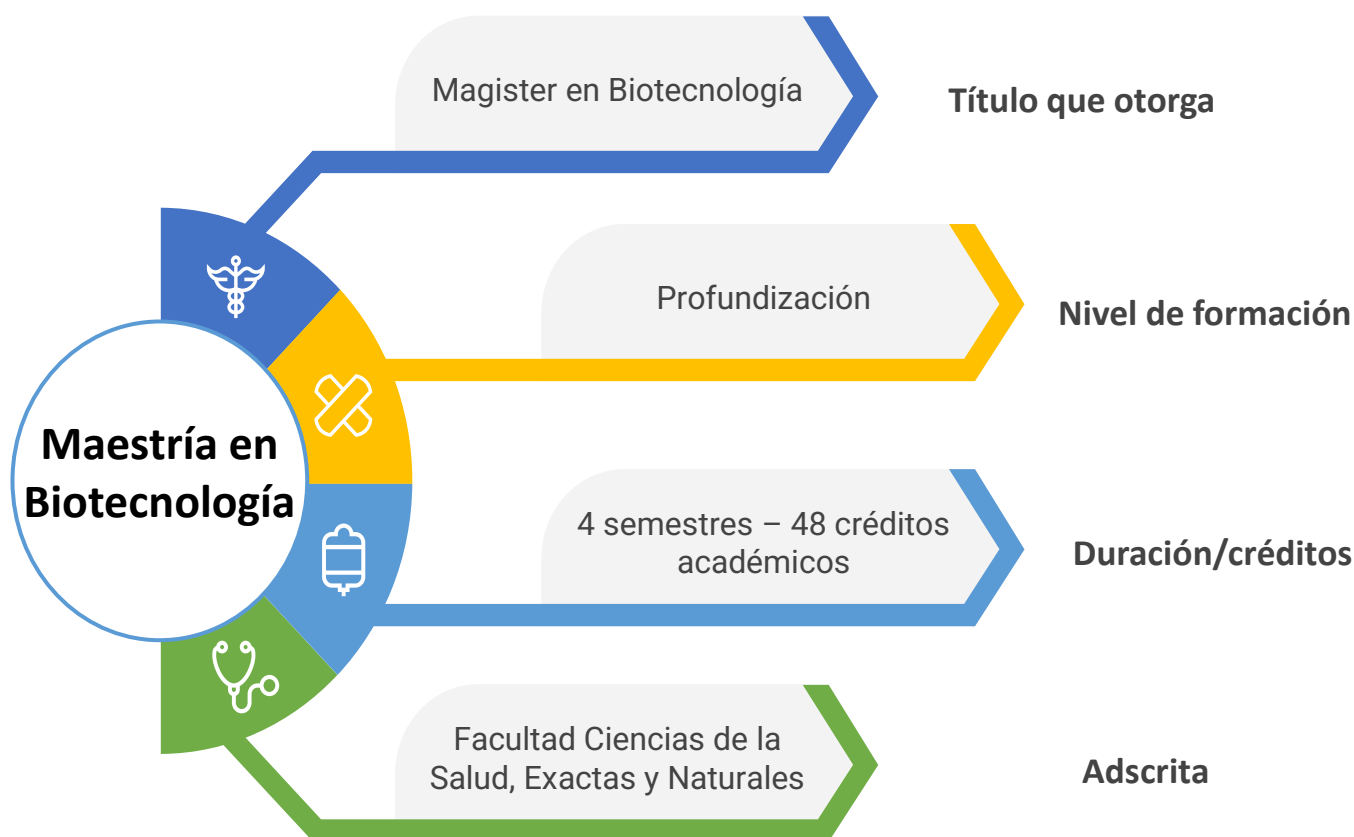 Magister en Biotecnología
Título que otorga
Profundización
Nivel de formación
Maestría en
Biotecnología
4 semestres – 48 créditos
académicos
Duración/créditos
Facultad Ciencias de la
Salud, Exactas y Naturales
Adscrita